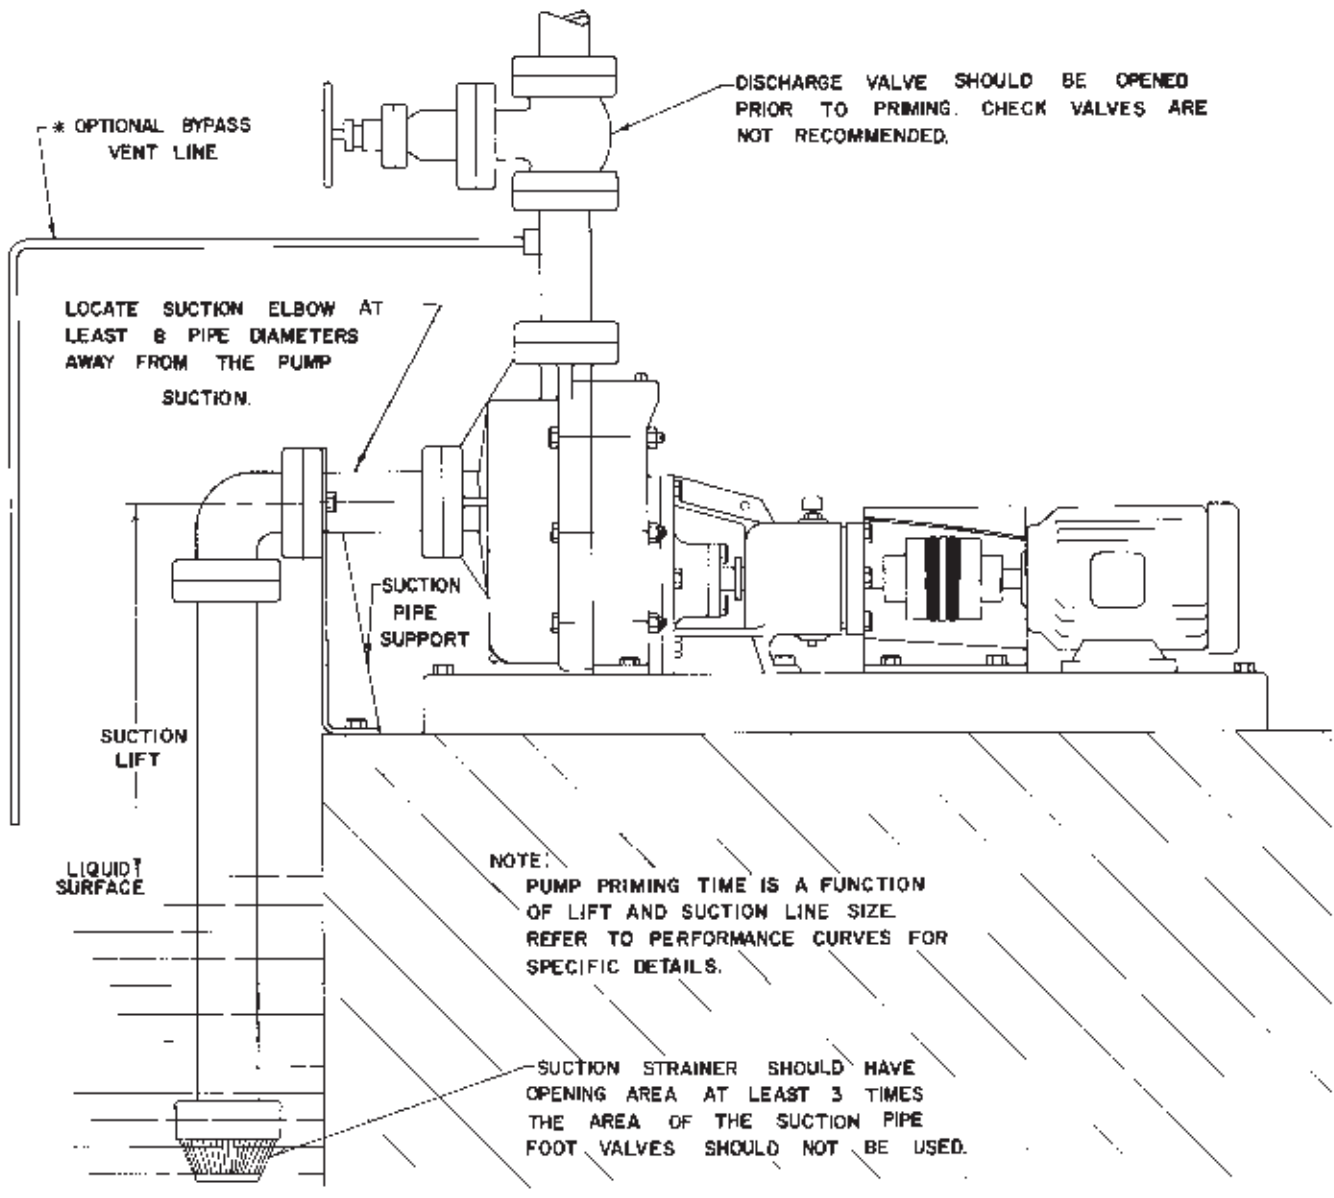 DISCHARGE VALVE SHOULD BE OPENED
PRIOR TO PRIMING. CHECK VALVES ARE
NOT RECOMMENDED.
* OPTIONAL BYPASS
VENT LINE
LOCATE SUCTION ELBOW AT
LEAST 8 PIPE DIAMETERS
AWAY FROM THE PUMP
SUCTION.
SUCTION
PIPE
SUPPORT
SUCTION
LIFT
LIQUID
SURFACE
NOTE:
PUMP PRIMING TIME IS A FUNCTION
OF LIFT AND SUCTION LINE SIZE.
REFER TO PERFORMANCE CURVES FOR
SPECIFIC DETAILS.
SUCTION STRAINER SHOULD HAVE
OPENING AREA AT LEAST 3 TIMES
THE AREA OF THE SUCTION PIPE
FOOT VALVES SHOULD NOT BE USED.